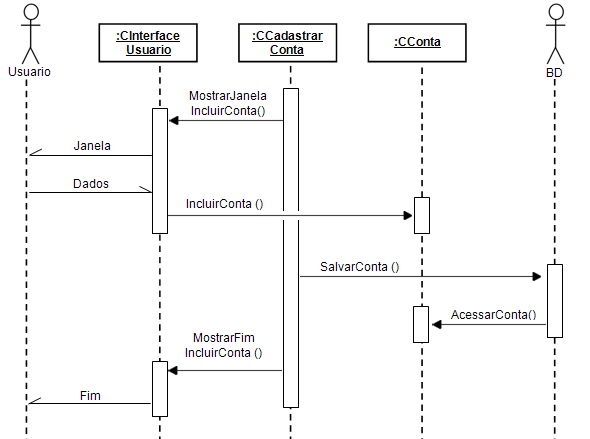 :CInterface
Usuario
:CCadastrar
Conta
:CConta
Usuario
BD
MostrarJanela
IncluirConta()
Janela
Dados
IncluirConta ()
SalvarConta ()
AcessarConta()
MostrarFim
IncluirConta ()
Fim